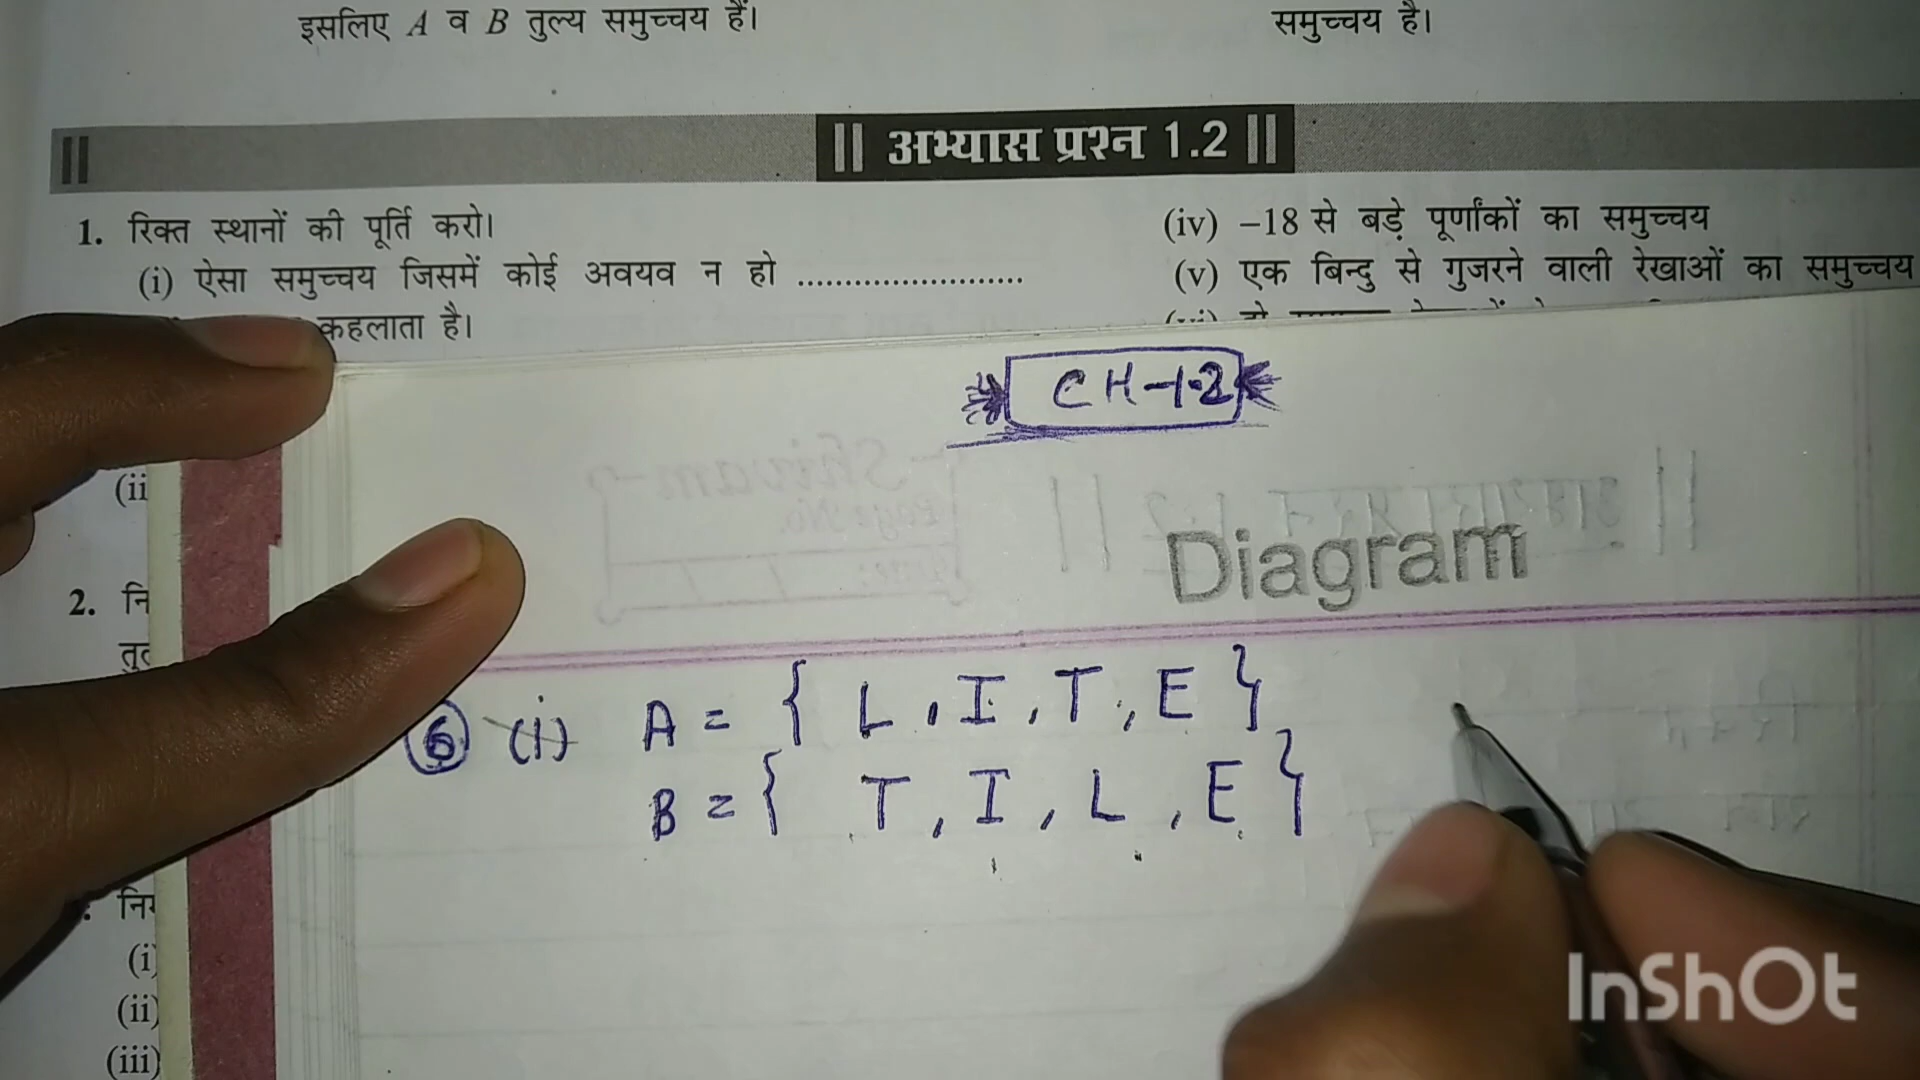 इसलिए A व B तुल्य समुच्चय हैं।
समुच्चय है।
|| अभ्यास प्रश्न 1.2 ||
1. रिक्त स्थानों की पूर्ति करो।
(i) ऐसा समुच्चय जिसमें कोई अवयव न हो ........................
कहलाता है।
(iv) –18 से बड़े पूर्णांकों का समुच्चय
(v) एक बिन्दु से गुजरने वाली रेखाओं का समुच्चय
CH-1.2
Diagram
(ii
2. नि
6 (i) A = { L , I , T , E }
B = { T , I , L , E }
(i)
(ii)
(iii)
InShOt